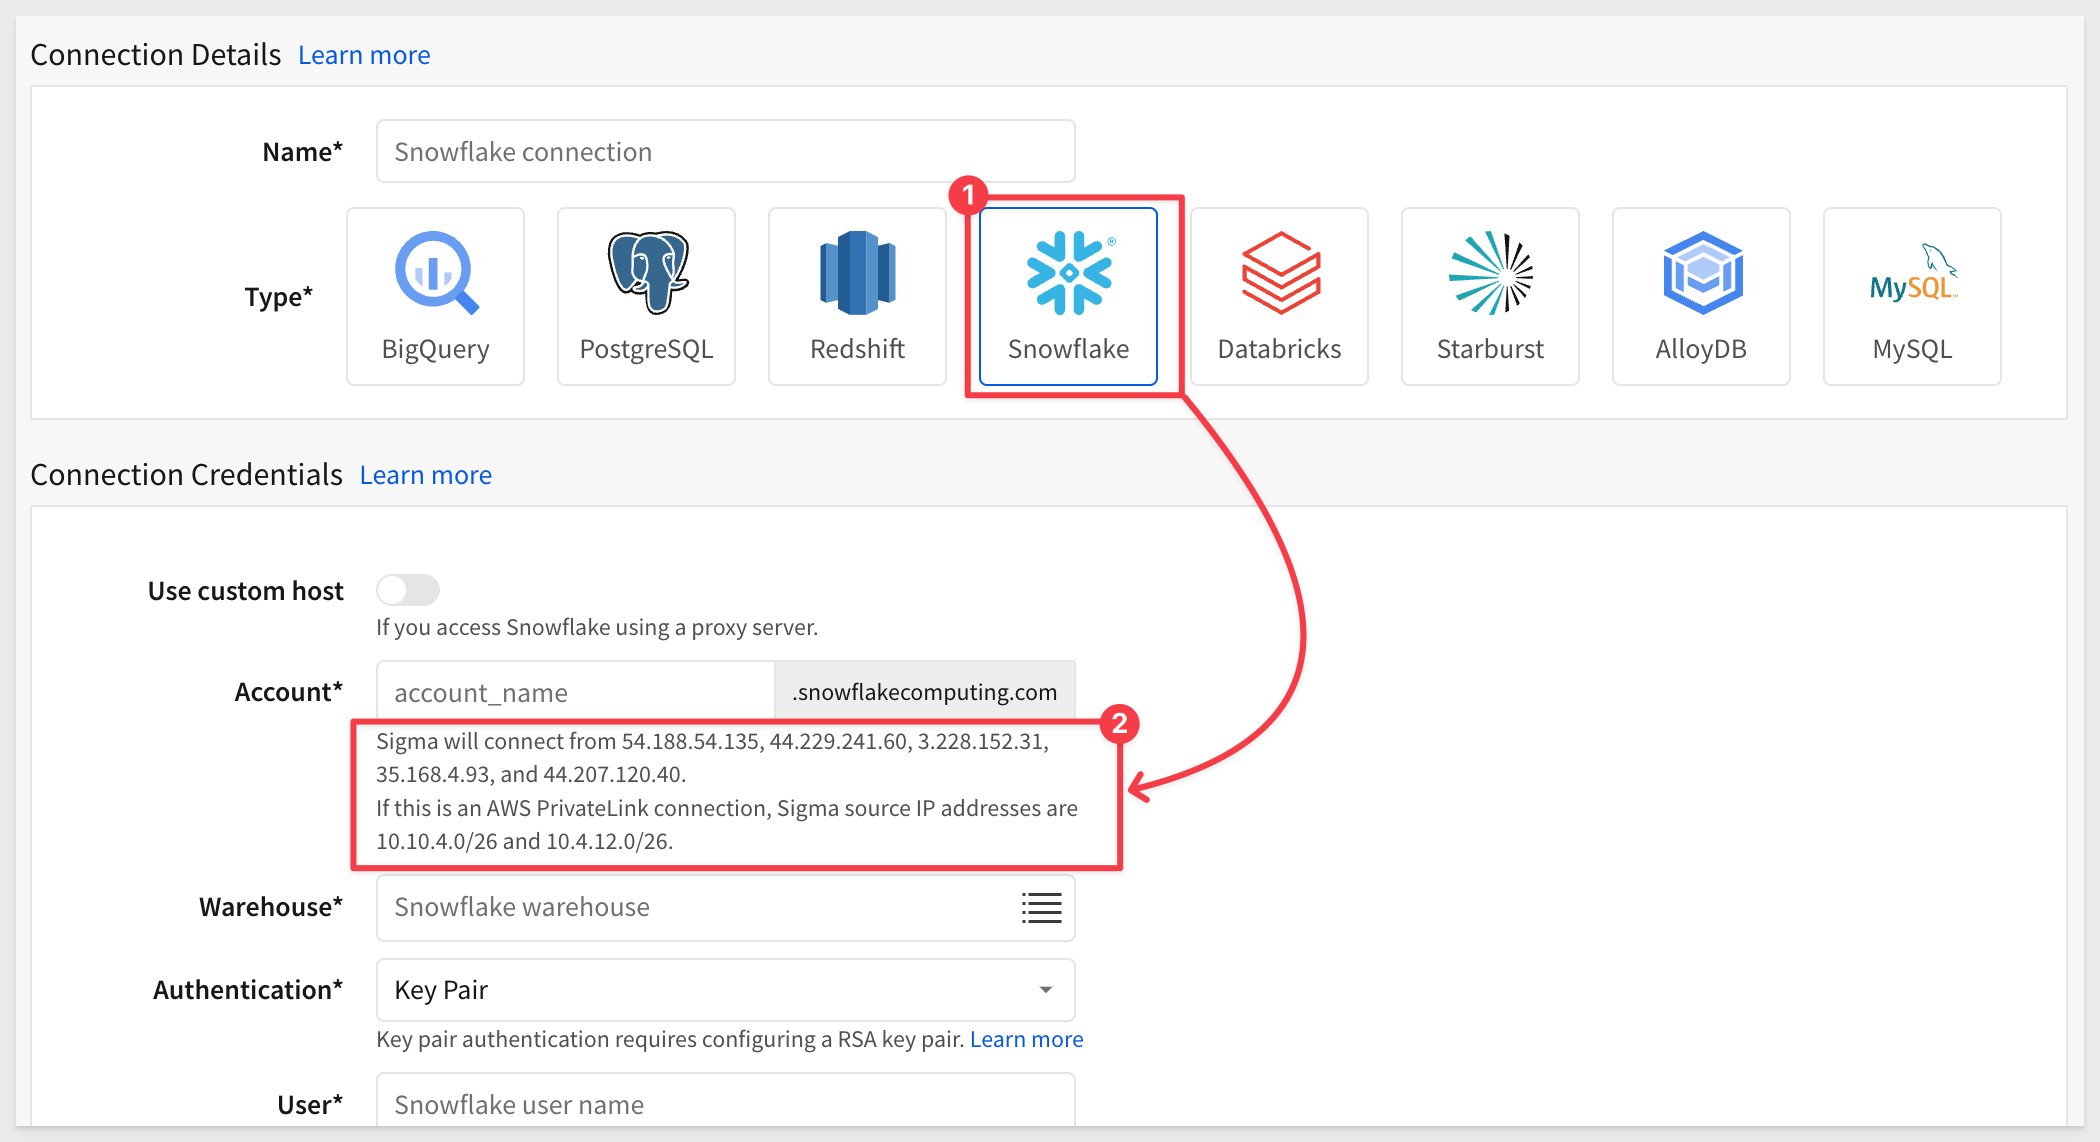 Connection Details Learn more
Name* Snowflake connection
1
Type*
BigQuery PostgreSQL Redshift Snowflake Databricks Starburst AlloyDB MySQL
®
MySQL™
Connection Credentials Learn more
Use custom host
If you access Snowflake using a proxy server.
Account* account_name .snowflakecomputing.com
2
Sigma will connect from 54.188.54.135, 44.229.241.60, 3.228.152.31,
35.168.4.93, and 44.207.120.40.
If this is an AWS PrivateLink connection, Sigma source IP addresses are
10.10.4.0/26 and 10.4.12.0/26.
Warehouse* Snowflake warehouse
Authentication* Key Pair
Key pair authentication requires configuring a RSA key pair. Learn more
User* Snowflake user name